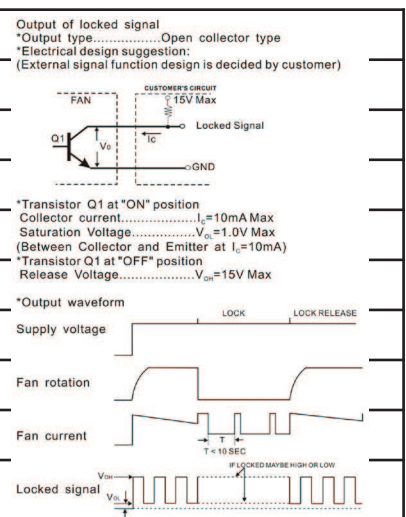 Output of locked signal
*Output type.................Open collector type
*Electrical design suggestion:
(External signal function design is decided by customer)
CUSTOMER'S CIRCUIT
FAN
15V Max
Locked Signal
Q1
Vo
Ic
GND
*Transistor Q1 at "ON" position
Collector current.................IC=10mA Max
Saturation Voltage................VOL=1.0V Max
(Between Collector and Emitter at IC=10mA)
*Transistor Q1 at "OFF" position
Release Voltage..................VOH=15V Max
*Output waveform
LOCK
LOCK RELEASE
Supply voltage
Fan rotation
Fan current
T
T < 10 SEC
IF LOCKED MAYBE HIGH OR LOW
VOH
Locked signal
VOL